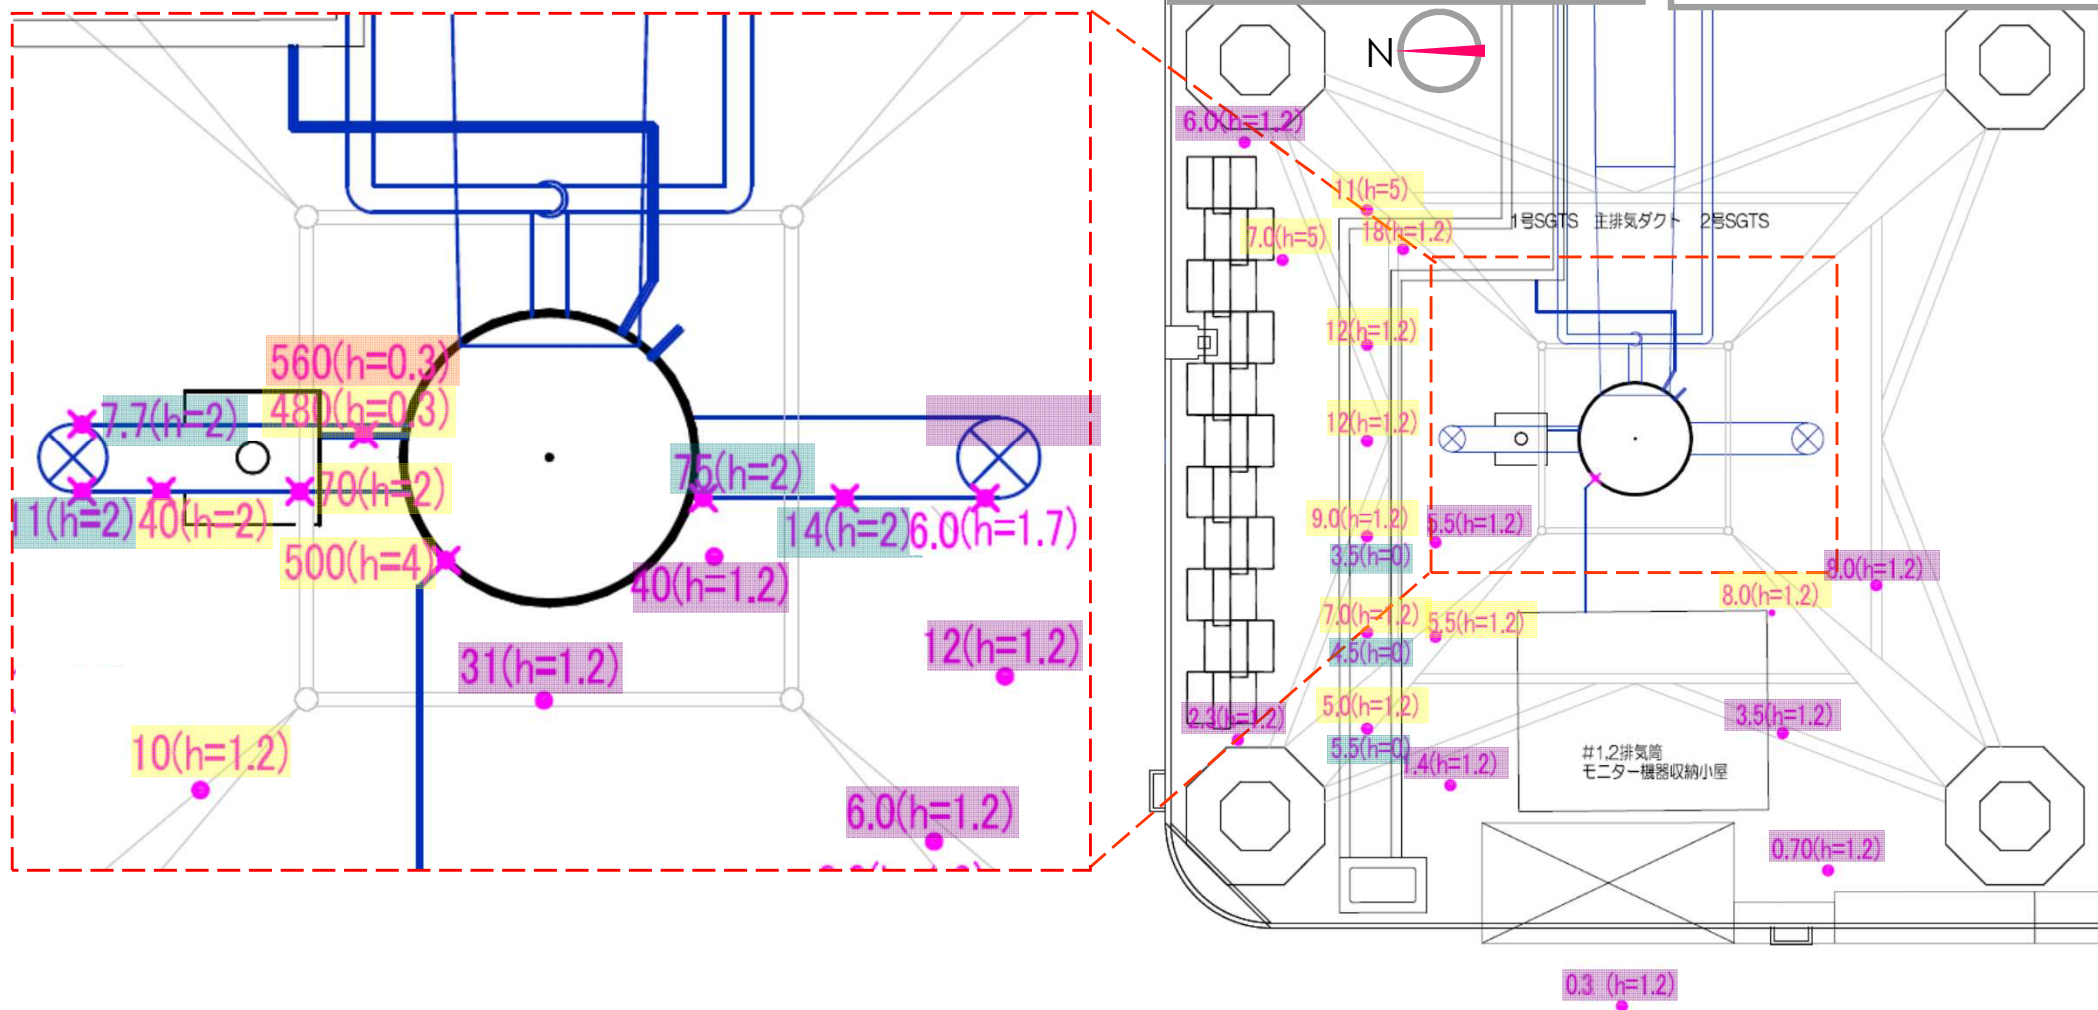 560(h=0.3)
480(h=0.3)
7.7(h=2)
70(h=2)
11(h=2)
40(h=2)
500(h=4)
75(h=2)
14(h=2)
6.0(h=1.7)
40(h=1.2)
31(h=1.2)
12(h=1.2)
10(h=1.2)
6.0(h=1.2)
N
6.0(h=1.2)
11(h=5)
18(h=1.2)
7.0(h=5)
1号SGTS 主排気ダクト 2号SGTS
12(h=1.2)
12(h=1.2)
9.0(h=1.2)
5.5(h=1.2)
3.5(h=0)
8.0(h=1.2)
8.0(h=1.2)
7.0(h=1.2)
5.5(h=1.2)
4.5(h=0)
5.0(h=1.2)
2.3(h=1.2)
3.5(h=1.2)
5.5(h=0)
1.4(h=1.2)
#1,2排気筒
モニター機器収納小屋
0.70(h=1.2)
0.3 (h=1.2)